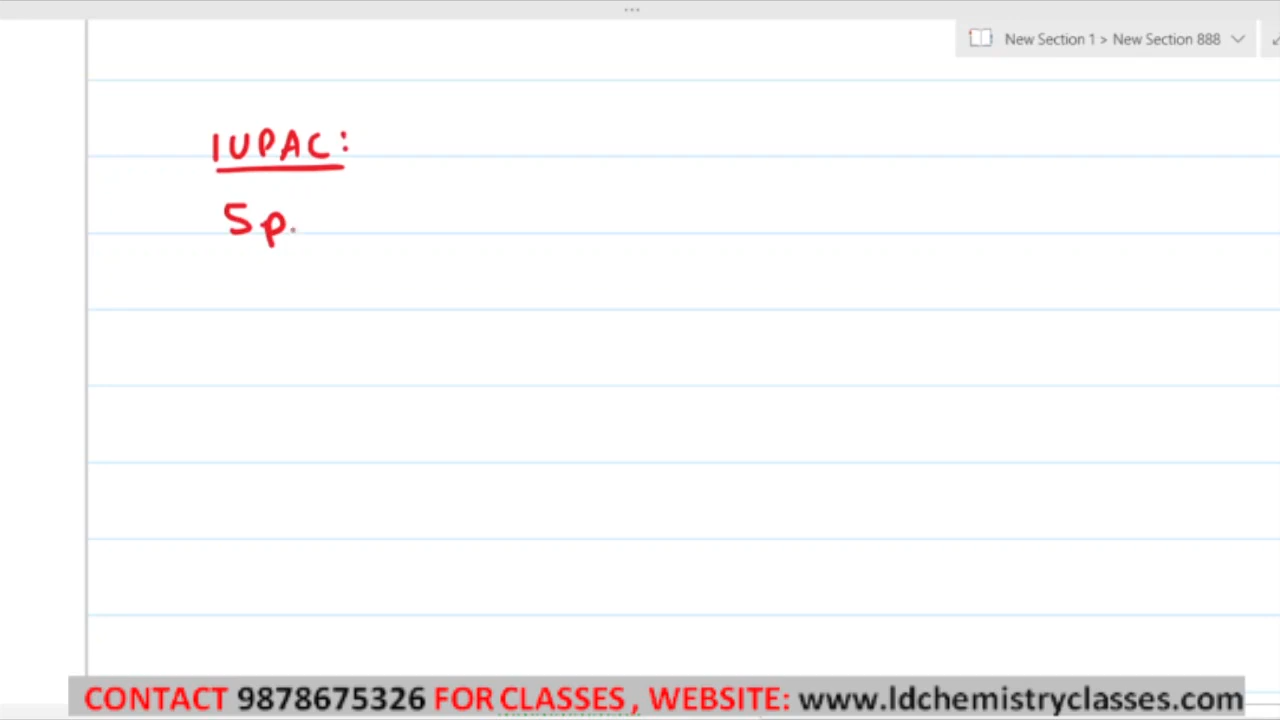 New Section 1 > New Section 888
IUPAC:
Sp.
CONTACT 9878675326 FOR CLASSES , WEBSITE: www.ldchemistryclasses.com